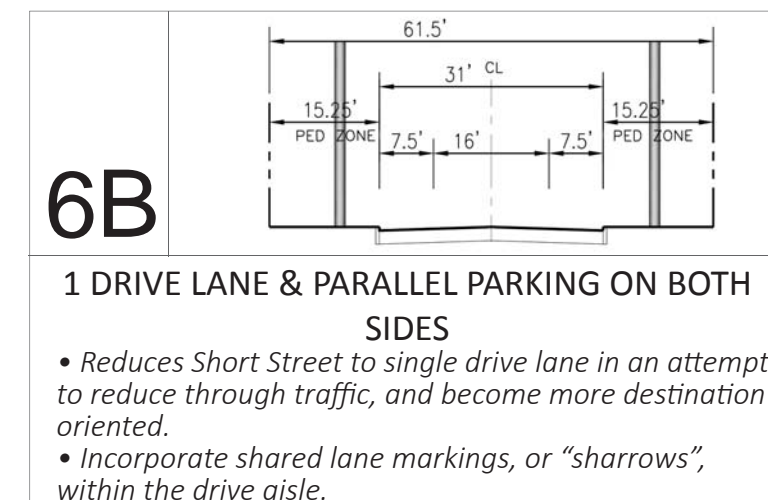 61.5'
31' CL
15.25' 15.25'
PED ZONE 7.5' 16' 7.5' PED ZONE
6B
1 DRIVE LANE & PARALLEL PARKING ON BOTH
SIDES
• Reduces Short Street to single drive lane in an attempt
to reduce through traffic, and become more destination
oriented.
• Incorporate shared lane markings, or “sharrows”,
within the drive aisle.